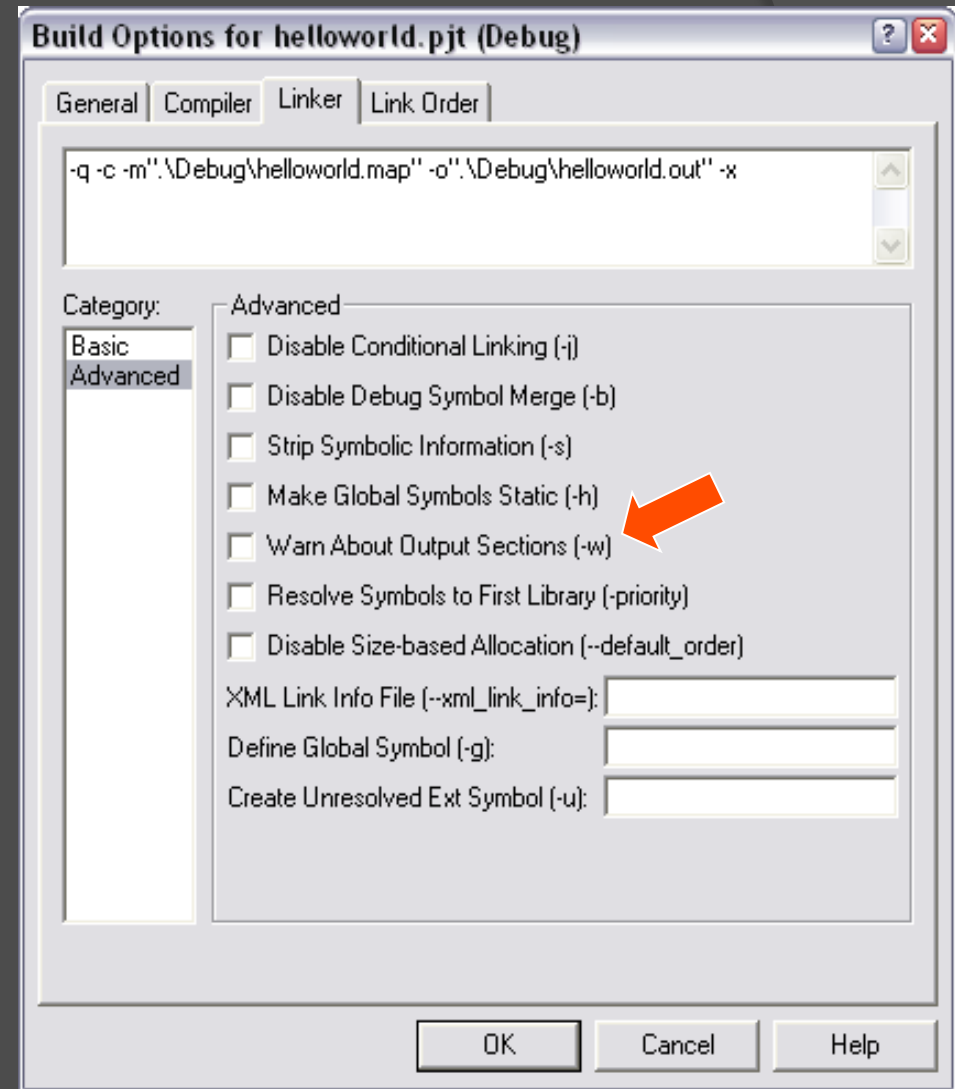 Build Options for helloworld.pjt (Debug)
General Compiler Linker Link Order
-q -c -m".\Debug\helloworld.map" -o".\Debug\helloworld.out" -x
Category:
Basic
Advanced
Advanced
Disable Conditional Linking (-j)
Disable Debug Symbol Merge (-b)
Strip Symbolic Information (-s)
Make Global Symbols Static (-h)
Warn About Output Sections (-w)
Resolve Symbols to First Library (-priority)
Disable Size-based Allocation (--default_order)
XML Link Info File (--xml_link_info=):
Define Global Symbol (-g):
Create Unresolved Ext Symbol (-u):
OK Cancel Help